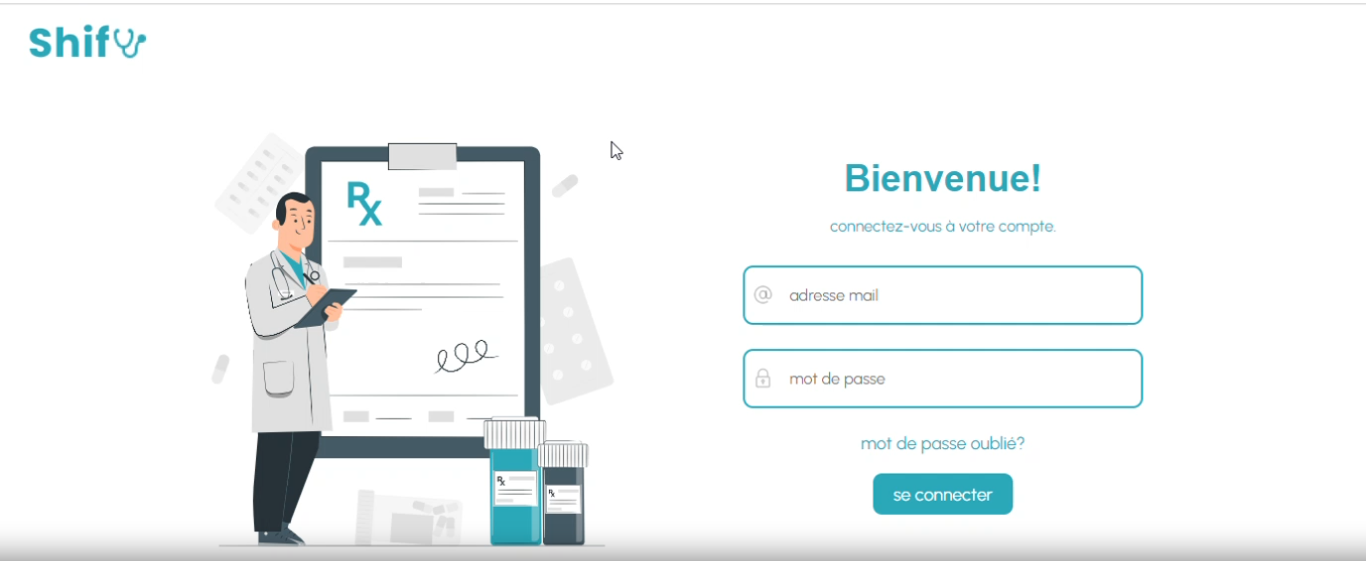 Shify
Rx
Bienvenue!
connectez-vous à votre compte.
@ adresse mail
mot de passe
mot de passe oublié?
se connecter
Rx
Rx